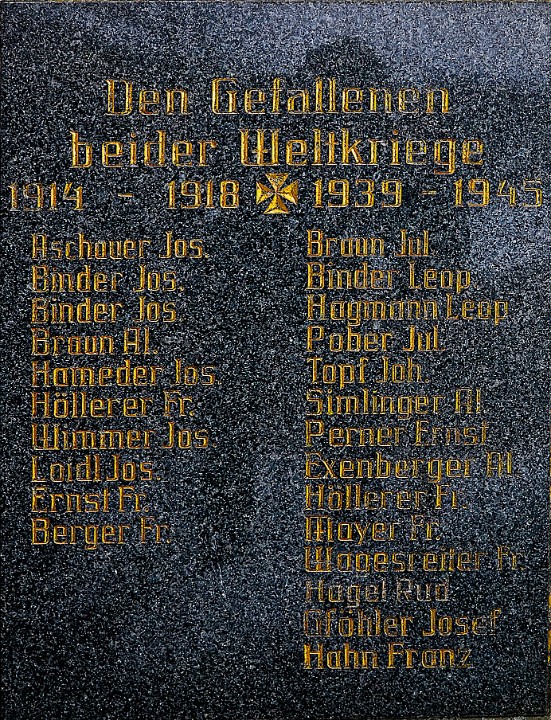 Den Gefallenen
beider Weltkriege
1914 - 1918 1939 - 1945
Aschauer Jos.
Binder Jos.
Binder Jos.
Braun Al.
Hameder Jos.
Höllerer Fr.
Wimmer Jos.
Loidl Jos.
Ernst Fr.
Berger Fr.
Braun Jul.
Binder Leop
Hagmann Leop
Pober Jul.
Topf Joh.
Simlinger Al.
Perner Ernst
Exenberger Al.
Höllerer Fr.
Mayer Fr.
Wagesreiter Fr.
Hagel Rud
Gföhler Josef
Hahn Franz